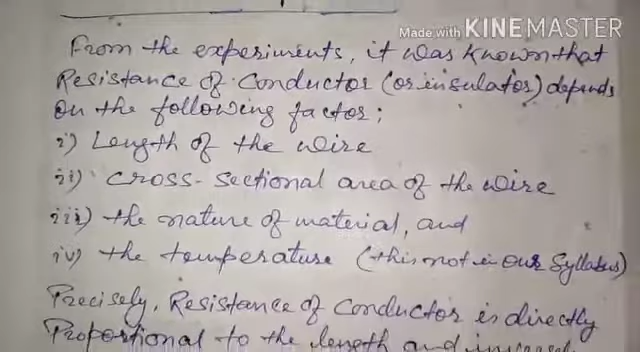 Made with KINEMASTER
From the experiments, it was known that
Resistance of Conductor (or insulator) depends
on the following factor;
i) Length of the wire
ii) cross-sectional area of the wire
iii) the nature of material, and
iv) the temperature (this not in our syllabus)
Precisely, Resistance of Conductor is directly
Proportional to the length and